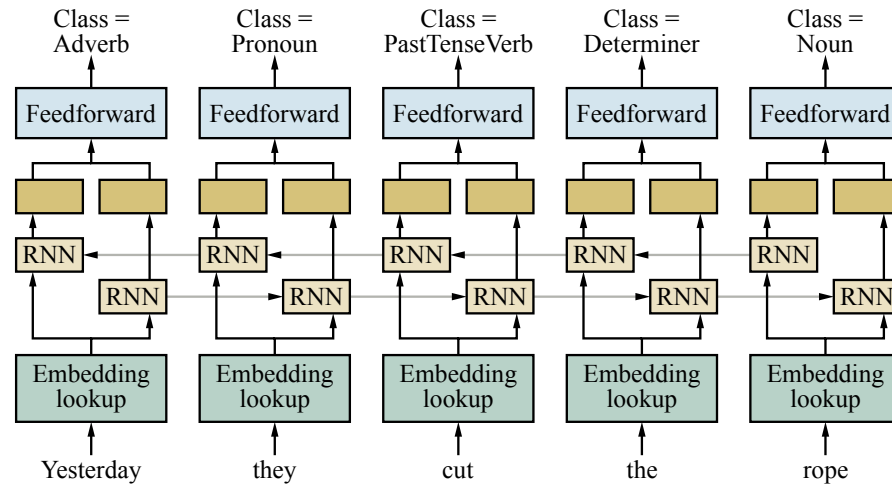 Class = Adverb
Class = Pronoun
Class = PastTenseVerb
Class = Determiner
Class = Noun
Feedforward
Feedforward
Feedforward
Feedforward
Feedforward
RNN
RNN
RNN
RNN
RNN
RNN
RNN
RNN
RNN
RNN
Embedding lookup
Embedding lookup
Embedding lookup
Embedding lookup
Embedding lookup
Yesterday
they
cut
the
rope